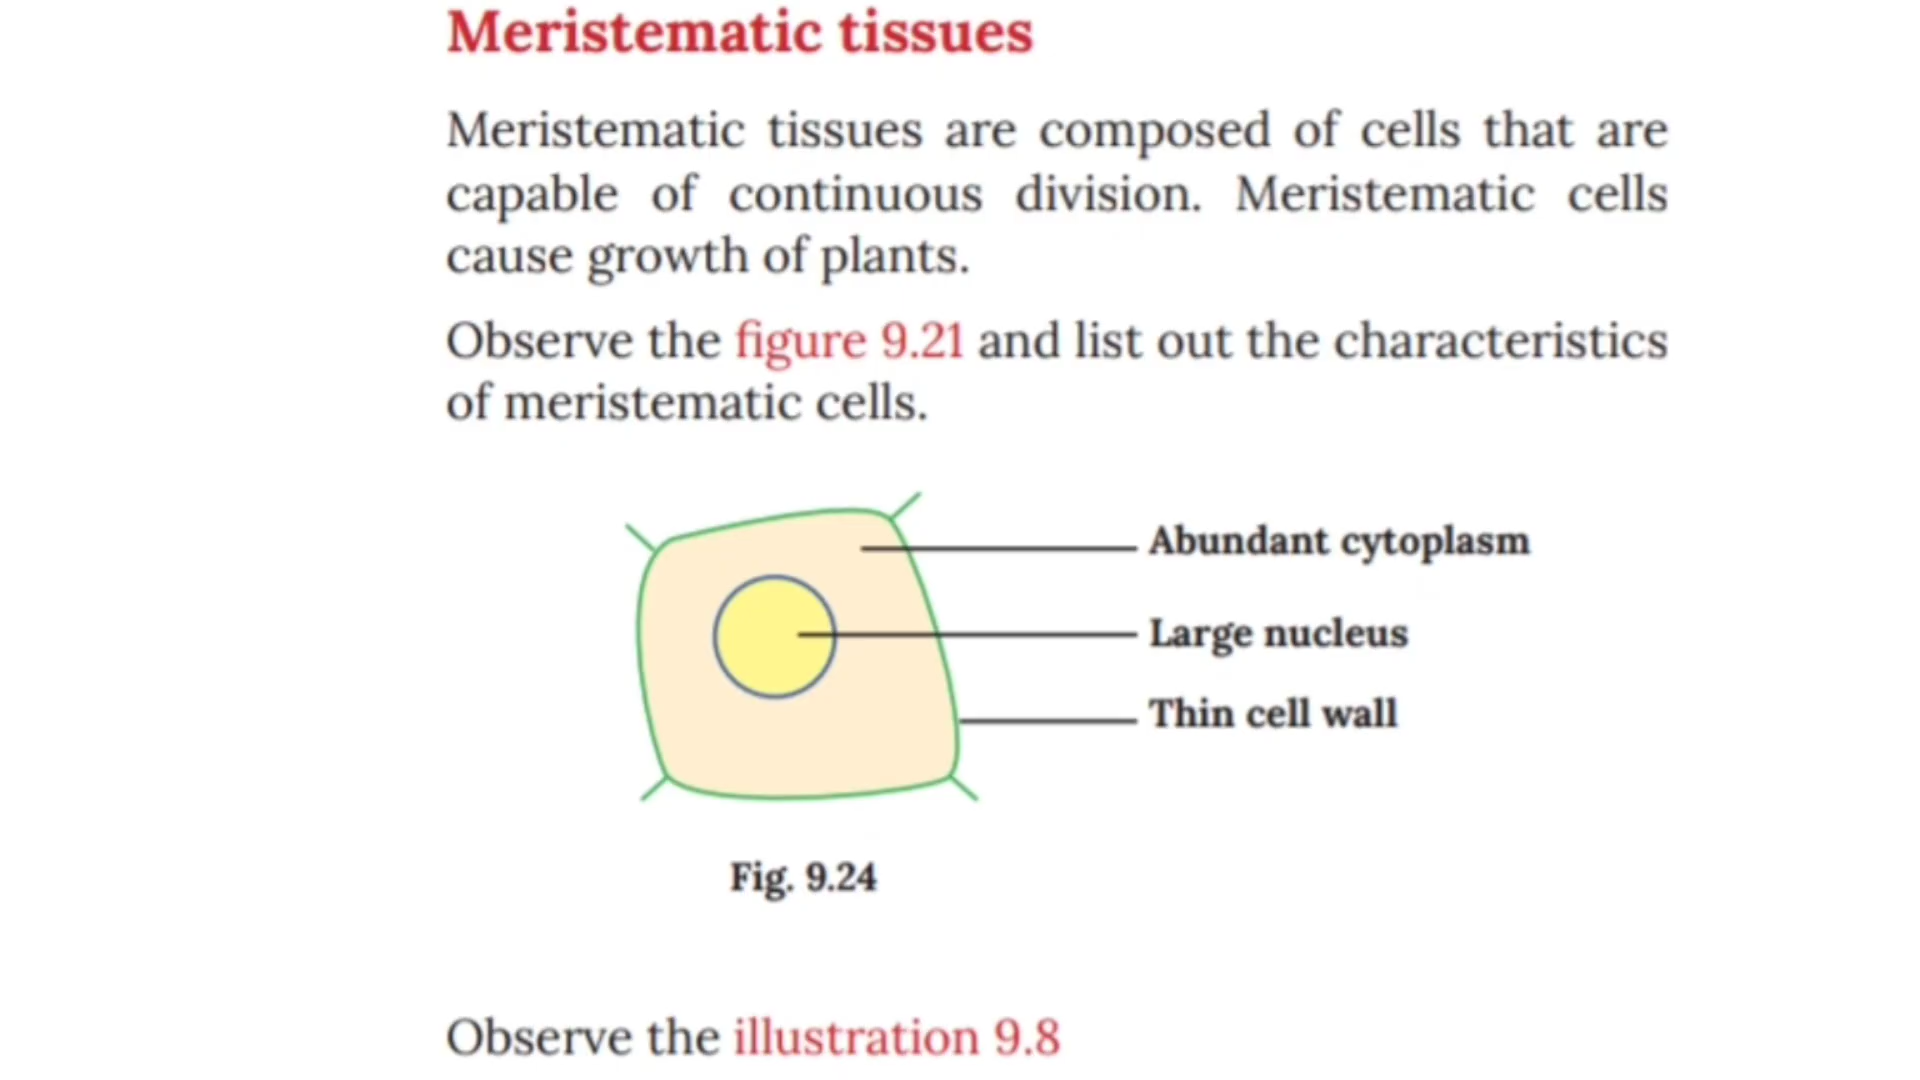 Meristematic tissues
Meristematic tissues are composed of cells that are
capable of continuous division. Meristematic cells
cause growth of plants.
Observe the figure 9.21 and list out the characteristics
of meristematic cells.
Abundant cytoplasm
Large nucleus
Thin cell wall
Fig. 9.24
Observe the illustration 9.8